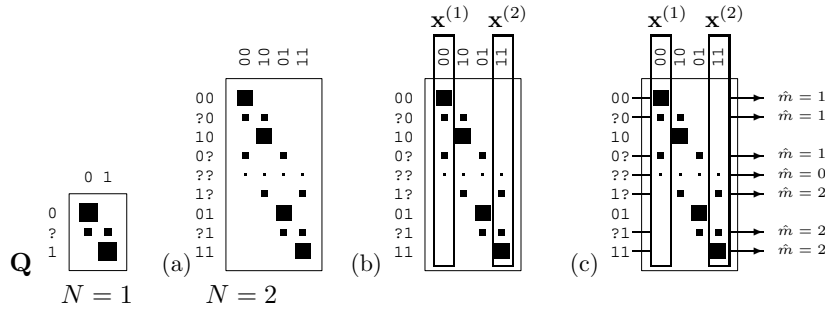 Q
0 1
0
?
1
N = 1
(a)
00 10 01 11
00
?0
10
0?
??
1?
01
?1
11
N = 2
(b)
x(1) x(2)
00 10 01 11
00
?0
10
0?
??
1?
01
?1
11
(c)
x(1) x(2)
00 10 01 11
00
?0
10
0?
??
1?
01
?1
11
m̂ = 1
m̂ = 1
m̂ = 1
m̂ = 0
m̂ = 2
m̂ = 2
m̂ = 2